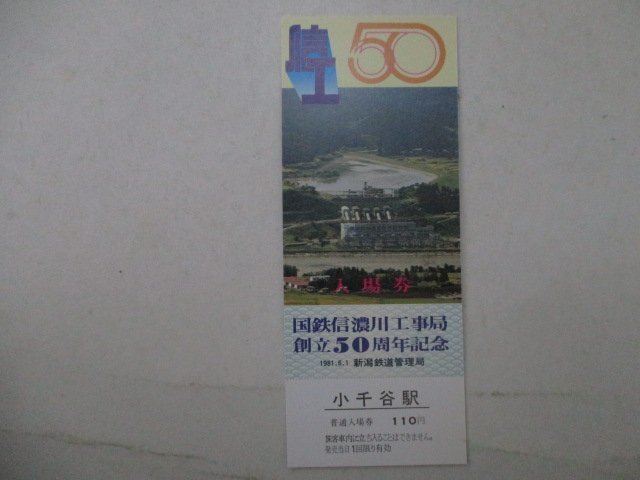 50
入場券
国鉄信濃川工事局
創立50周年記念
1981.6.1 新潟鉄道管理局
小千谷駅
普通入場券 110円
旅客車内に立ち入ることはできません。
発売当日1回限り有効